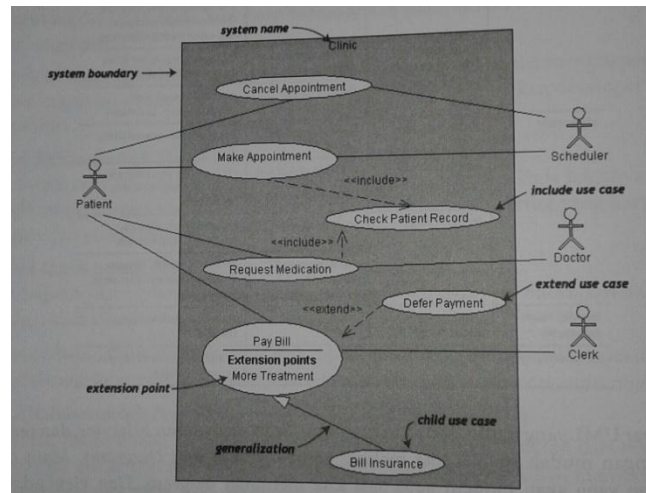 system name
Clinic
system boundary
Cancel Appointment
Make Appointment
Scheduler
<<include>>
Patient
include use case
Check Patient Record
<<include>>
Request Medication
Doctor
extend use case
<<extend>>
Defer Payment
Pay Bill
Extension points
More Treatment
Clerk
extension point
child use case
generalization
Bill Insurance